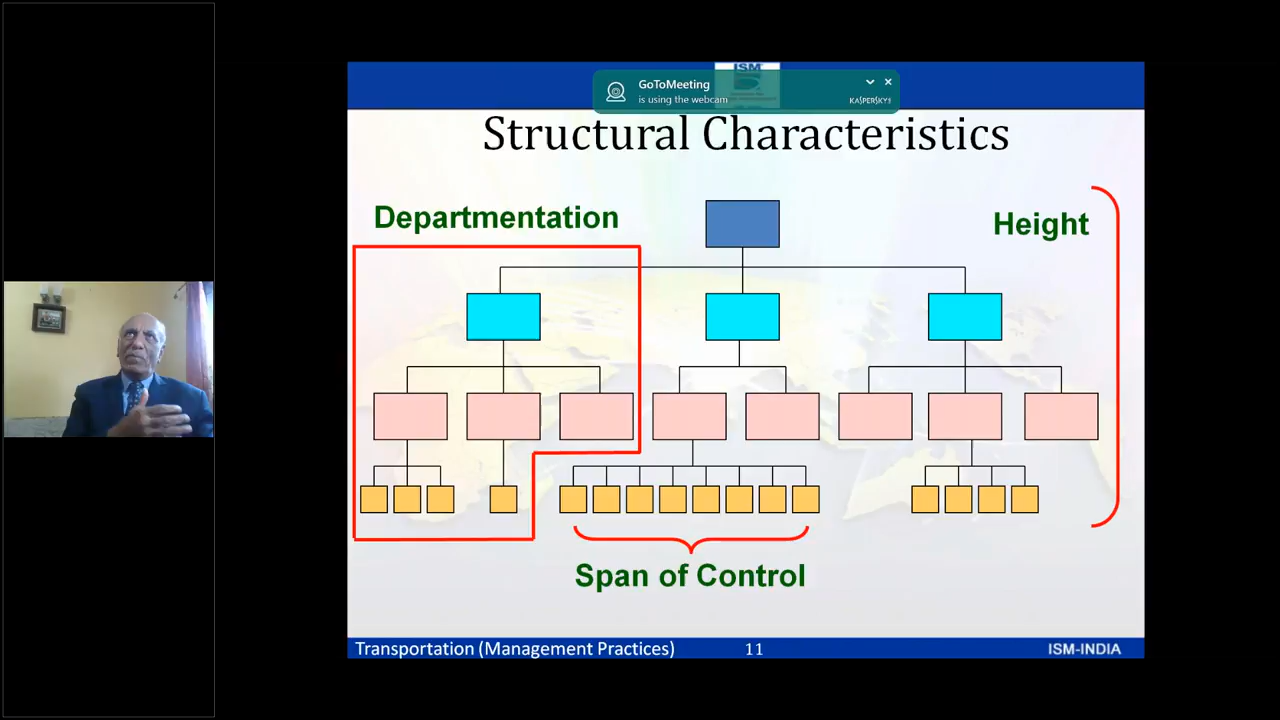 ISM
GoToMeeting
is using the webcam
KASPERSKY
Structural Characteristics
Departmentation
Height
Span of Control
Transportation (Management Practices)
11
ISM-INDIA